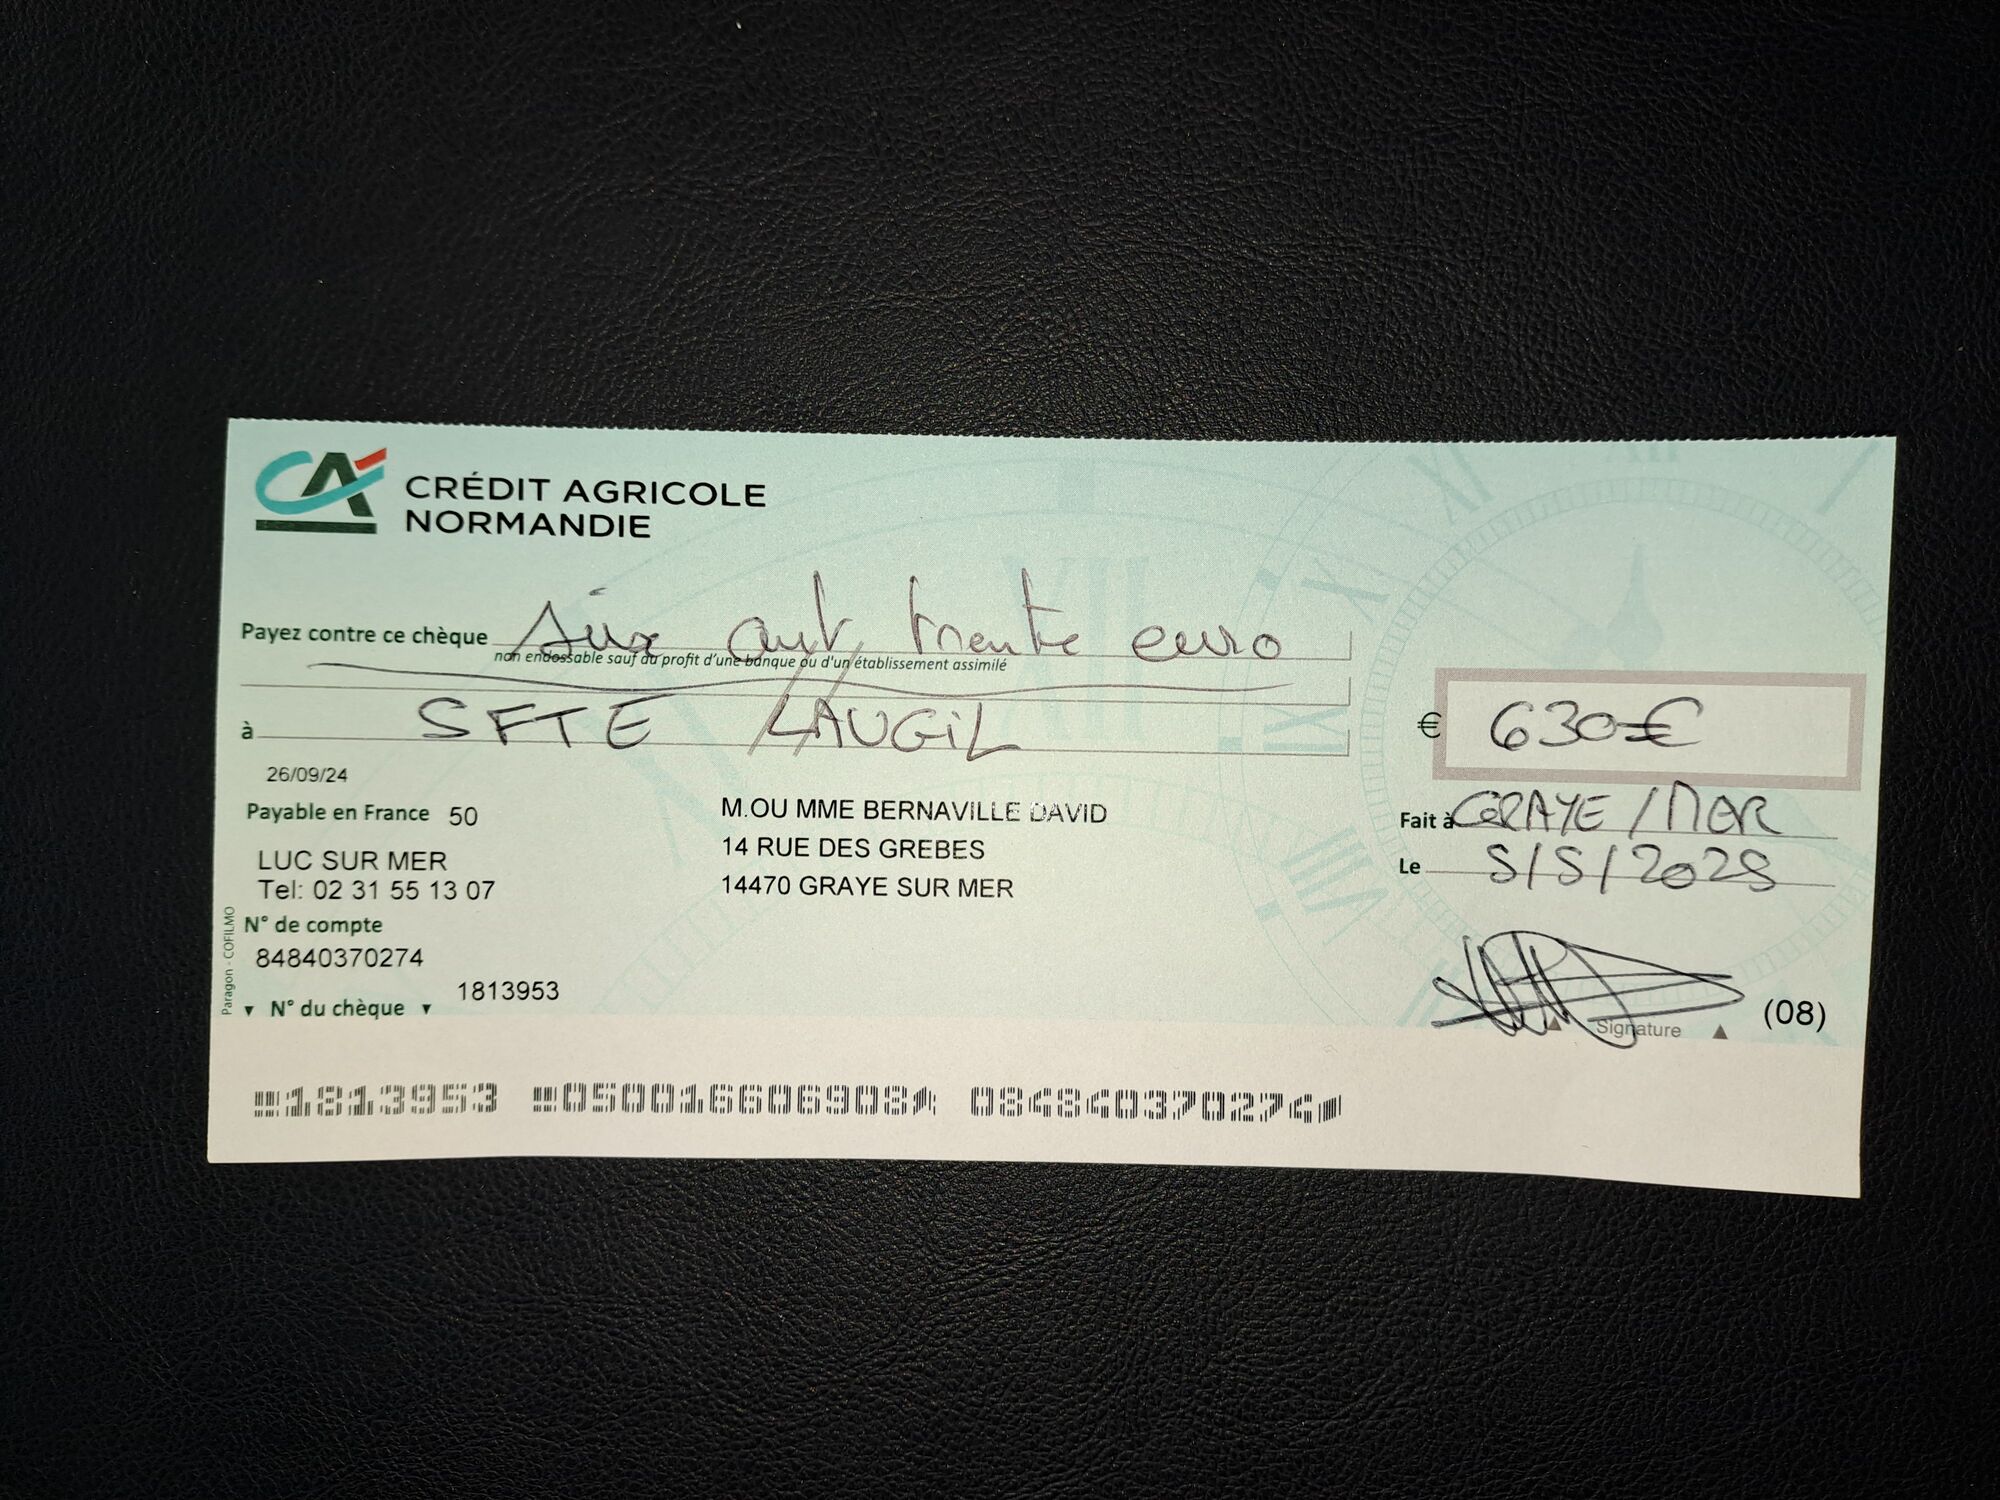 CRÉDIT AGRICOLE
NORMANDIE
Payez contre ce chèque six cent trente euro
non endossable sauf au profit d'une banque ou d'un établissement assimilé
à SFTE LAUGIL
€ 630€
26/09/24
Payable en France 50
M.OU MME BERNAVILLE DAVID
Fait à GRAYE / MER
14 RUE DES GREBES
LUC SUR MER
Le 5/5/2025
Tel: 02 31 55 13 07
14470 GRAYE SUR MER
N° de compte
84840370274
Paragon - COFILMO
1813953
N° du chèque
Signature
(08)
1813953 050016606908 084840370274